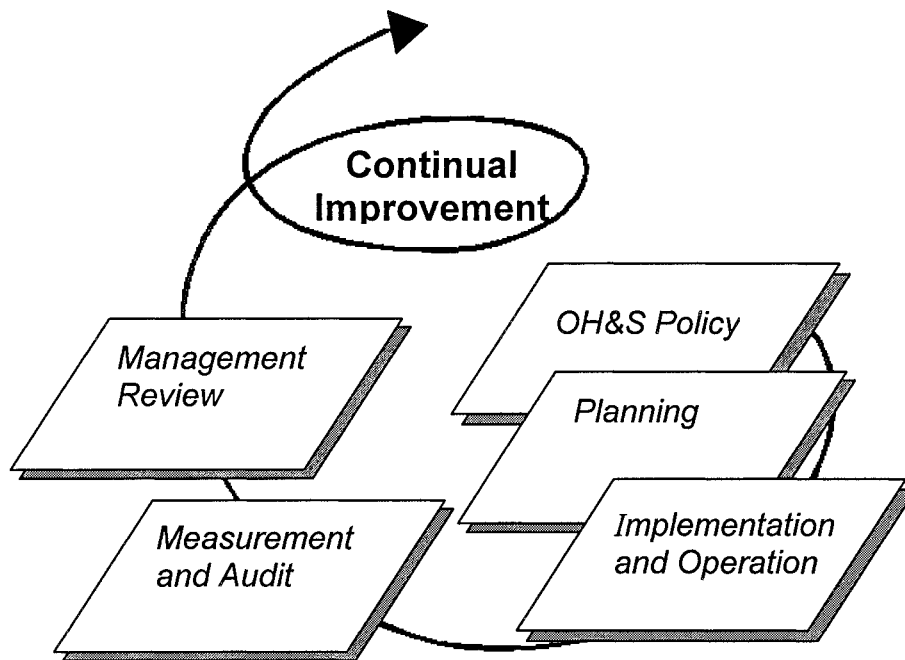 Continual
Improvement
OH&S Policy
Management
Review
Planning
Implementation
and Operation
Measurement
and Audit